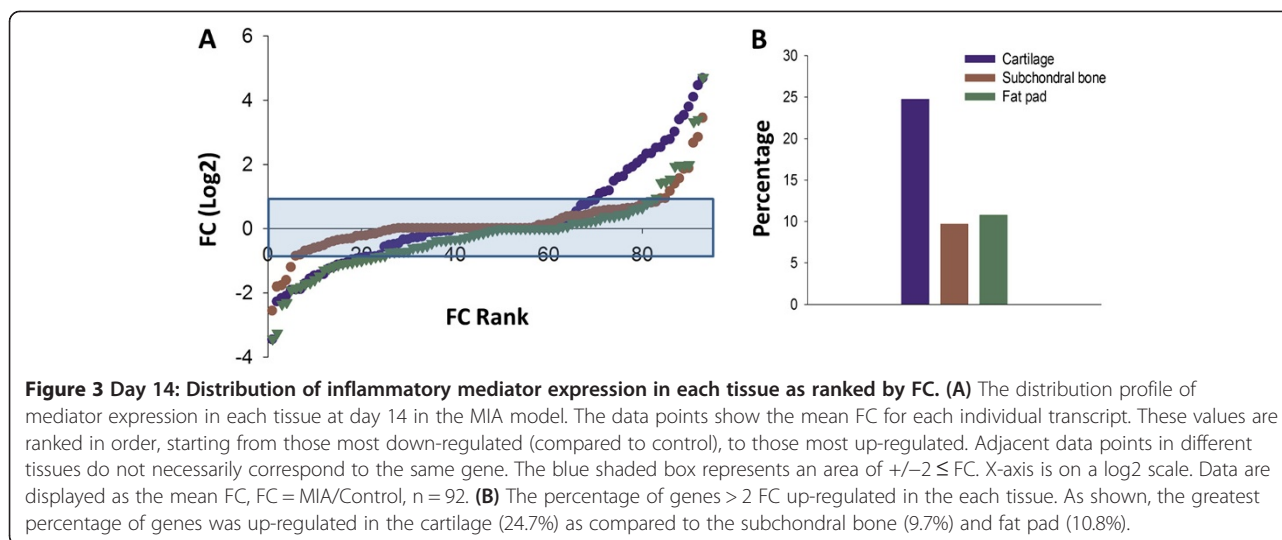 A
6
4
2
0
-2
-4
FC (Log2)
0
20
40
60
80
FC Rank
B
30
25
20
15
10
5
0
Percentage
Cartilage
Subchondral bone
Fat pad
Figure 3 Day 14: Distribution of inflammatory mediator expression in each tissue as ranked by FC. (A) The distribution profile of
mediator expression in each tissue at day 14 in the MIA model. The data points show the mean FC for each individual transcript. These values are
ranked in order, starting from those most down-regulated (compared to control), to those most up-regulated. Adjacent data points in different
tissues do not necessarily correspond to the same gene. The blue shaded box represents an area of +/−2 ≤ FC. X-axis is on a log2 scale. Data are
displayed as the mean FC, FC = MIA/Control, n = 92. (B) The percentage of genes > 2 FC up-regulated in the each tissue. As shown, the greatest
percentage of genes was up-regulated in the cartilage (24.7%) as compared to the subchondral bone (9.7%) and fat pad (10.8%).